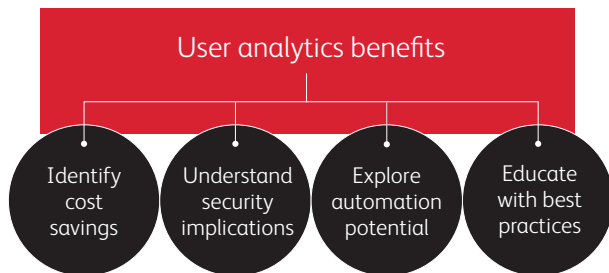 User analytics benefits
Identify
cost
savings
Understand
security
implications
Explore
automation
potential
Educate
with best
practices